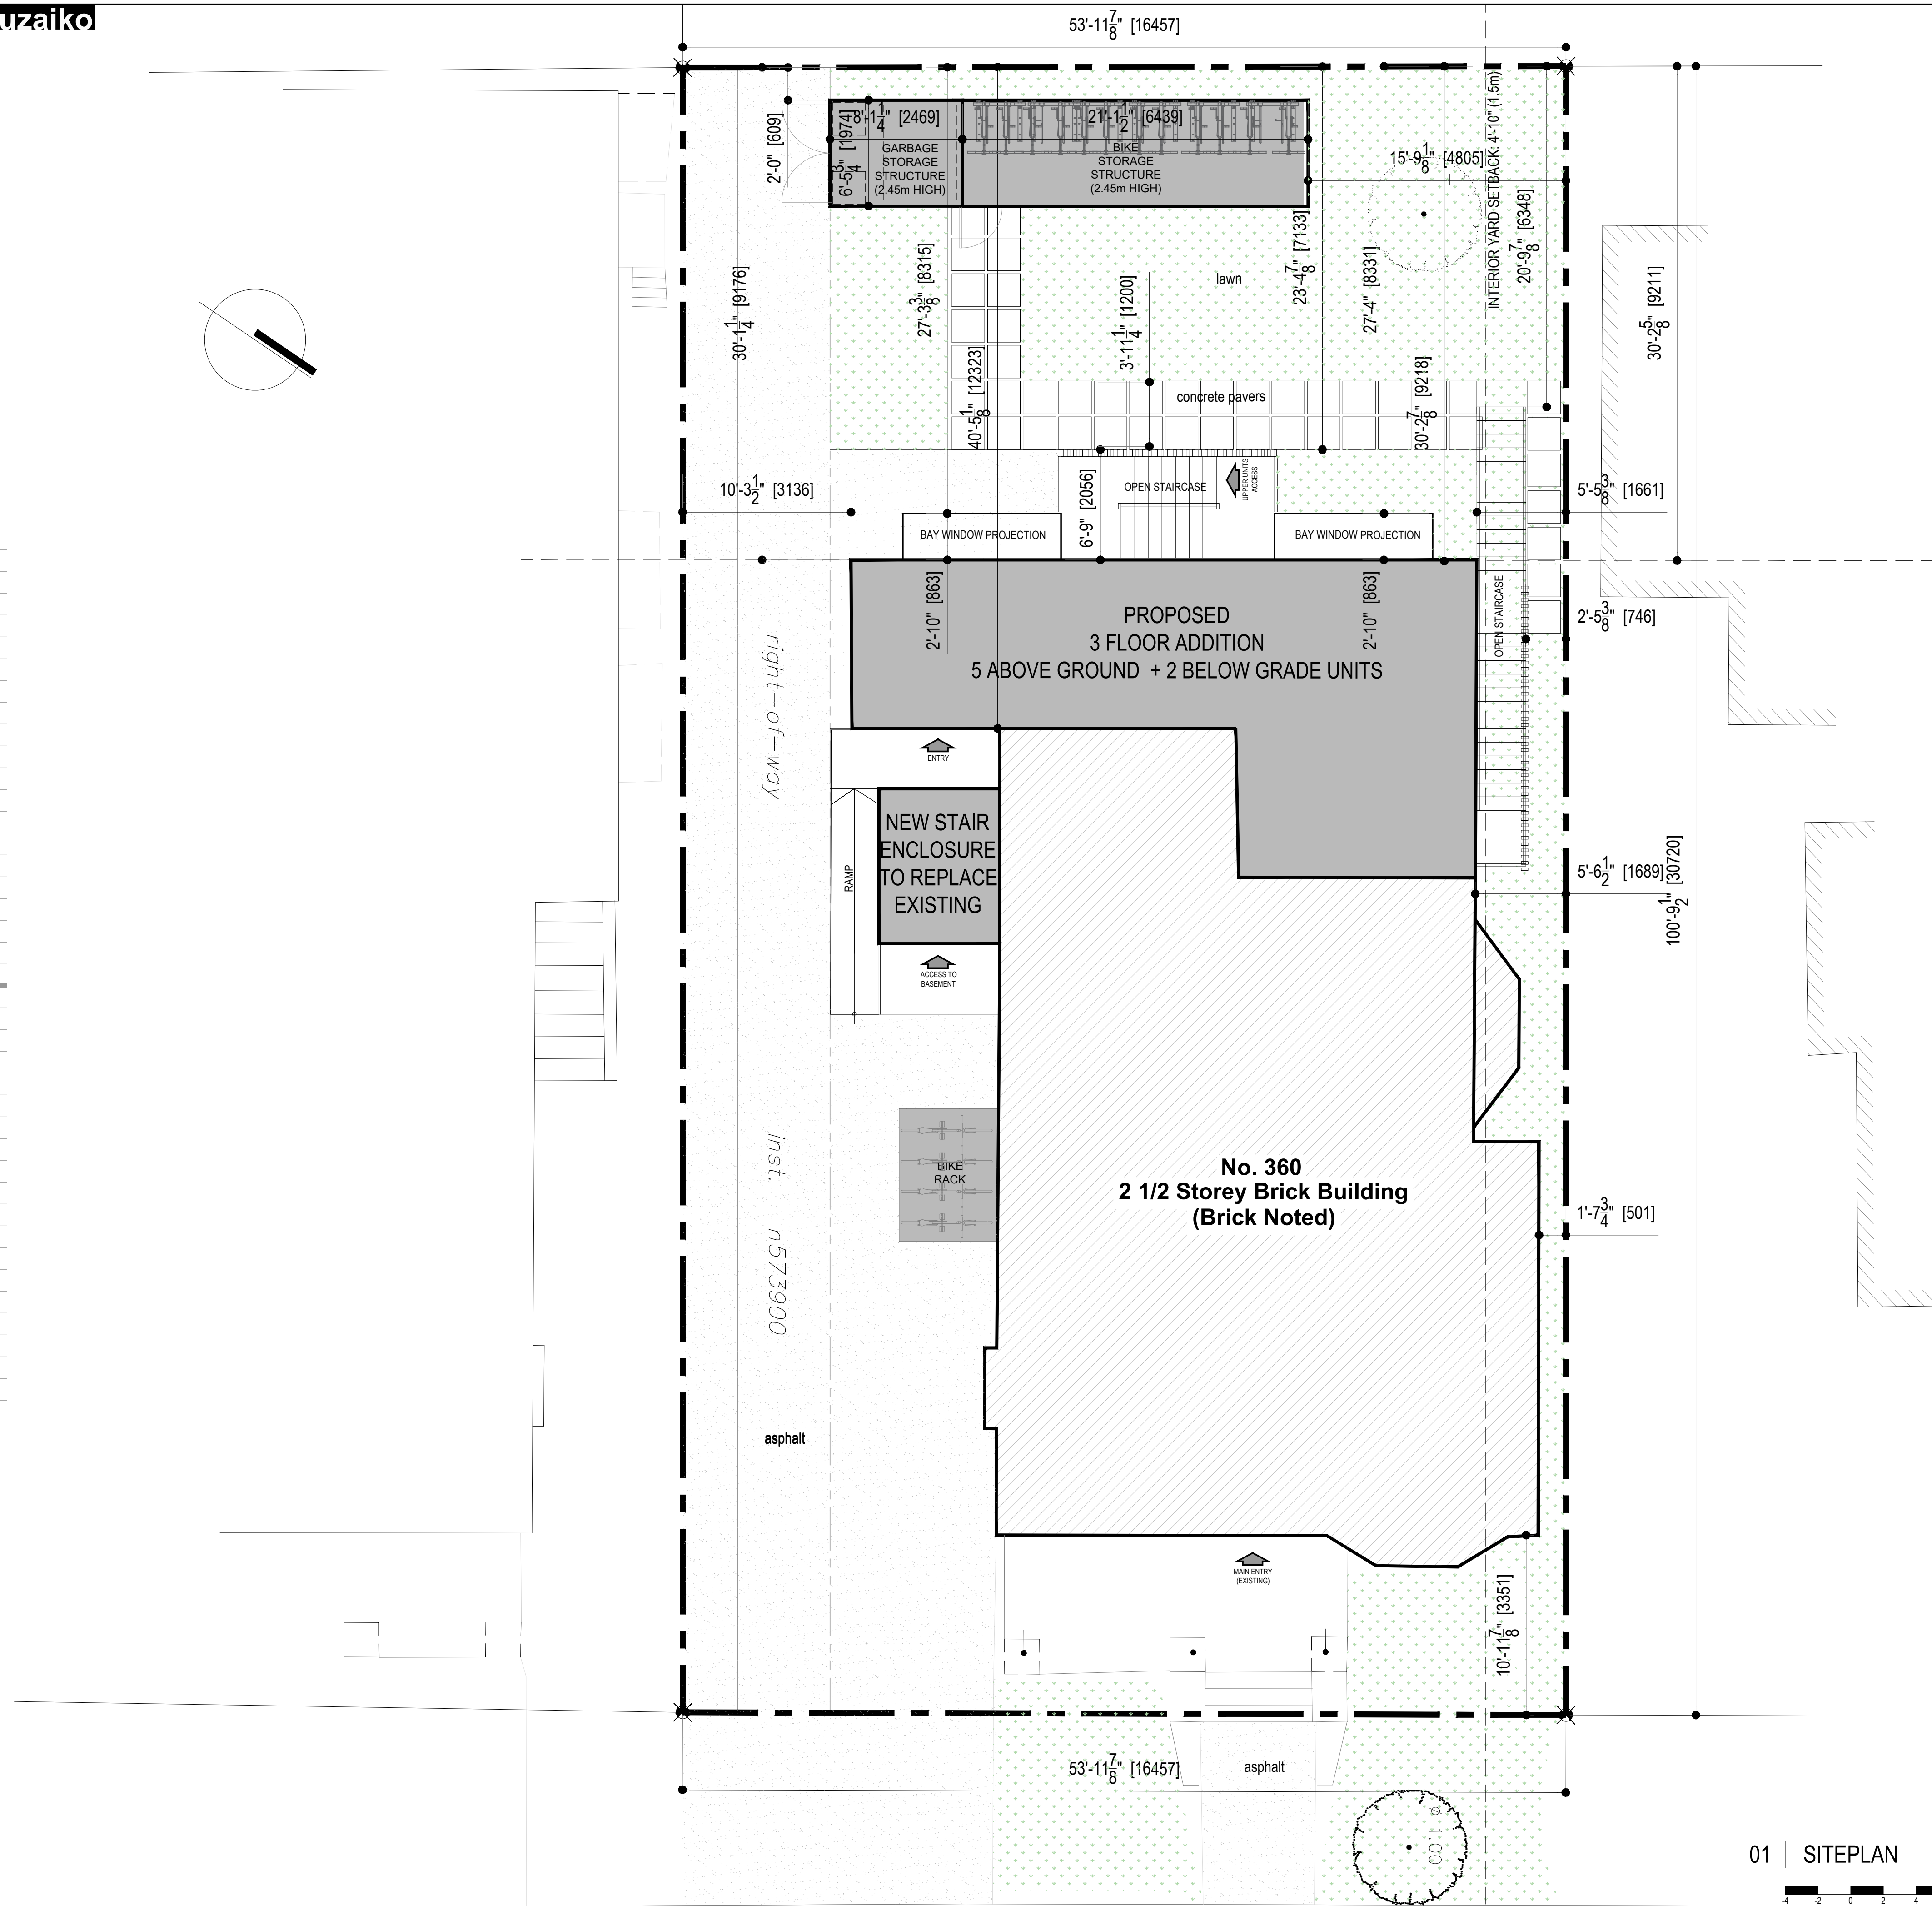 uzaiko
53'-11 7/8" [16457]
2'-0" [609]
6'-5 3/4" [1974]
8'-1 1/4" [2469]
21'-1 1/2" [6439]
GARBAGE
STORAGE
STRUCTURE
(2.45m HIGH)
BIKE
STORAGE
STRUCTURE
(2.45m HIGH)
15'-9 1/8" [4805]
INTERIOR YARD SETBACK: 4'-10" (1.5m)
20'-9 7/8" [6348]
30'-1 1/4" [9176]
27'-3 3/8" [8315]
40'-5 1/8" [12323]
3'-11 1/4" [1200]
lawn
23'-4 7/8" [7133]
27'-4" [8331]
30'-2 7/8" [9218]
30'-2 5/8" [9211]
concrete pavers
10'-3 1/2" [3136]
6'-9" [2056]
OPEN STAIRCASE
UPPER UNITS
ACCESS
5'-5 3/8" [1661]
BAY WINDOW PROJECTION
BAY WINDOW PROJECTION
2'-10" [863]
2'-10" [863]
OPEN STAIRCASE
2'-5 3/8" [746]
PROPOSED
3 FLOOR ADDITION
5 ABOVE GROUND + 2 BELOW GRADE UNITS
right-of-way
ENTRY
NEW STAIR
ENCLOSURE
TO REPLACE
EXISTING
RAMP
5'-6 1/2" [1689]
100'-9 1/2" [30720]
ACCESS TO
BASEMENT
BIKE
RACK
inst. n573900
No. 360
2 1/2 Storey Brick Building
(Brick Noted)
1'-7 3/4" [501]
asphalt
MAIN ENTRY
(EXISTING)
10'-11 7/8" [3351]
53'-11 7/8" [16457]
asphalt
ø 1.00
01 SITEPLAN
-4 -2 0 2 4